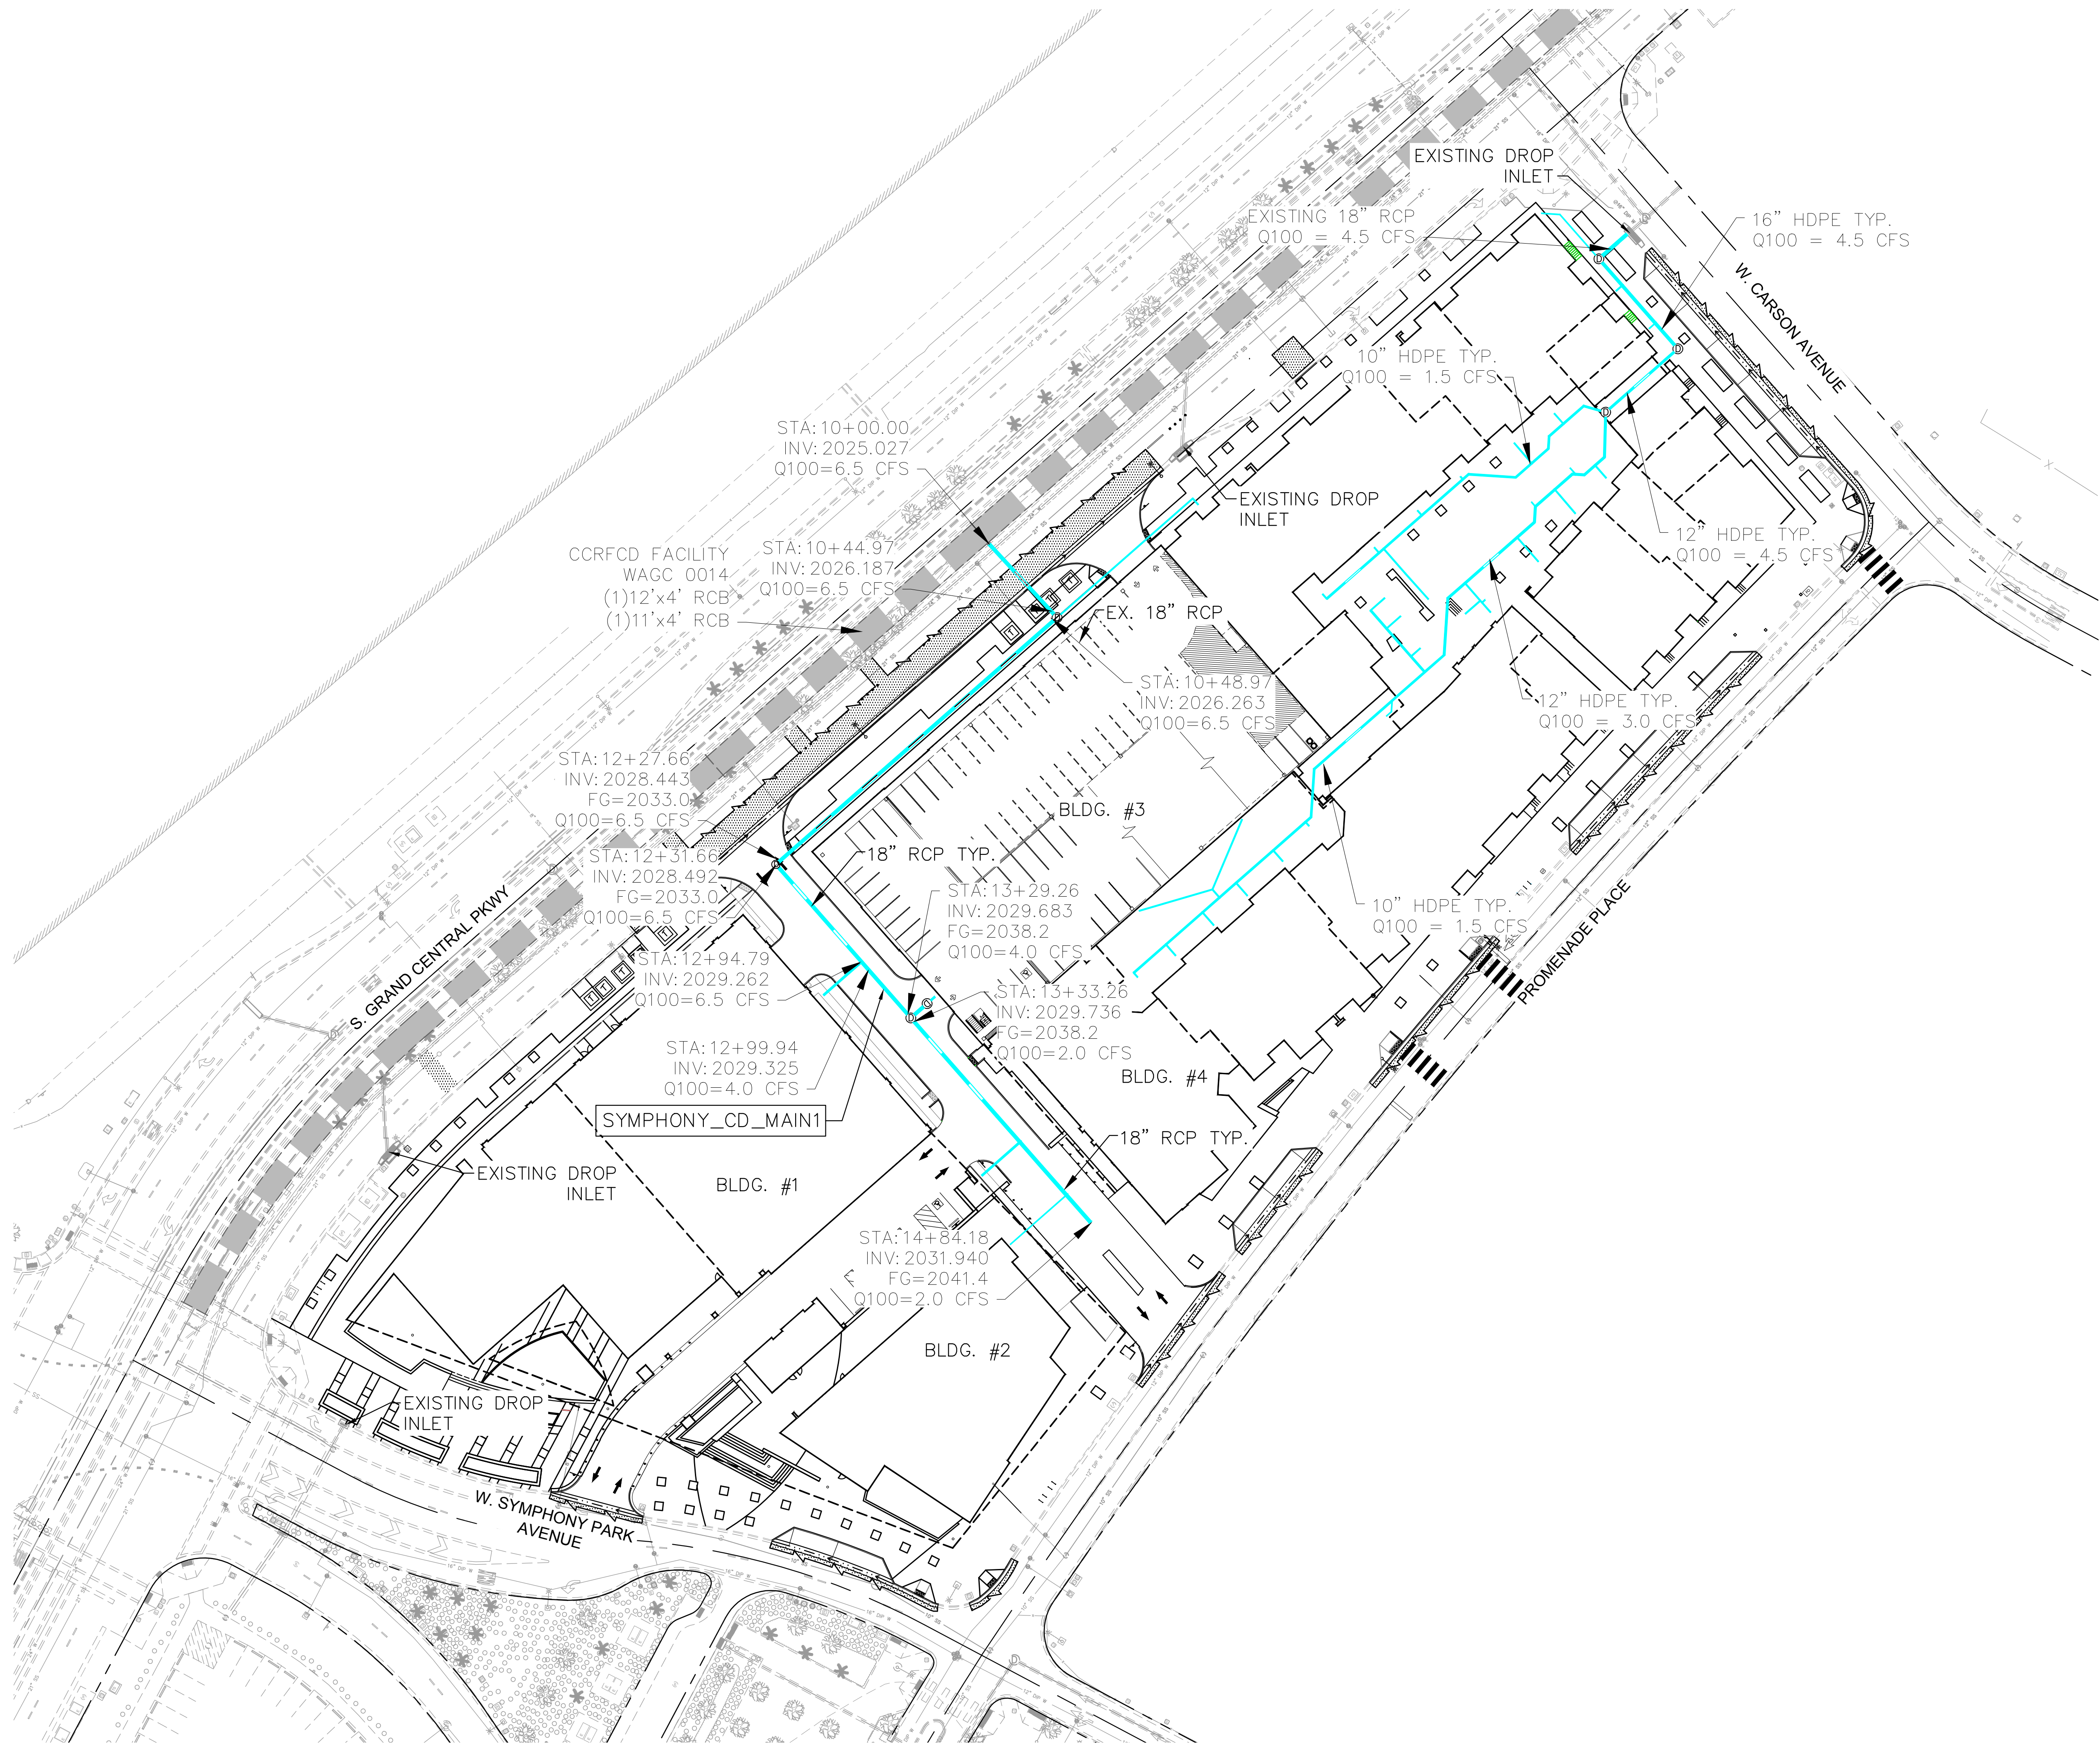 EXISTING DROP
INLET
EXISTING 18" RCP
Q100 = 4.5 CFS
16" HDPE TYP.
Q100 = 4.5 CFS
W. CARSON AVENUE
10" HDPE TYP.
Q100 = 1.5 CFS
STA:10+00.00
INV:2025.027
Q100=6.5 CFS
EXISTING DROP
INLET
12" HDPE TYP.
Q100 = 4.5 CFS
CCRFCD FACILITY
WAGC 0014
(1)12'x4' RCB
(1)11'x4' RCB
STA:10+44.97
INV:2026.187
Q100=6.5 CFS
EX. 18" RCP
STA:10+48.97
INV:2026.263
Q100=6.5 CFS
12" HDPE TYP.
Q100 = 3.0 CFS
STA:12+27.66
INV:2028.443
FG=2033.0
Q100=6.5 CFS
BLDG. #3
STA:12+31.66
INV:2028.492
FG=2033.0
Q100=6.5 CFS
18" RCP TYP.
STA:13+29.26
INV:2029.683
FG=2038.2
Q100=4.0 CFS
10" HDPE TYP.
Q100 = 1.5 CFS
S. GRAND CENTRAL PKWY
PROMENADE PLACE
STA:12+94.79
INV:2029.262
Q100=6.5 CFS
STA:13+33.26
INV:2029.736
FG=2038.2
Q100=2.0 CFS
STA:12+99.94
INV:2029.325
Q100=4.0 CFS
BLDG. #4
SYMPHONY_CD_MAIN1
18" RCP TYP.
EXISTING DROP
INLET
BLDG. #1
STA:14+84.18
INV:2031.940
FG=2041.4
Q100=2.0 CFS
BLDG. #2
EXISTING DROP
INLET
W. SYMPHONY PARK
AVENUE